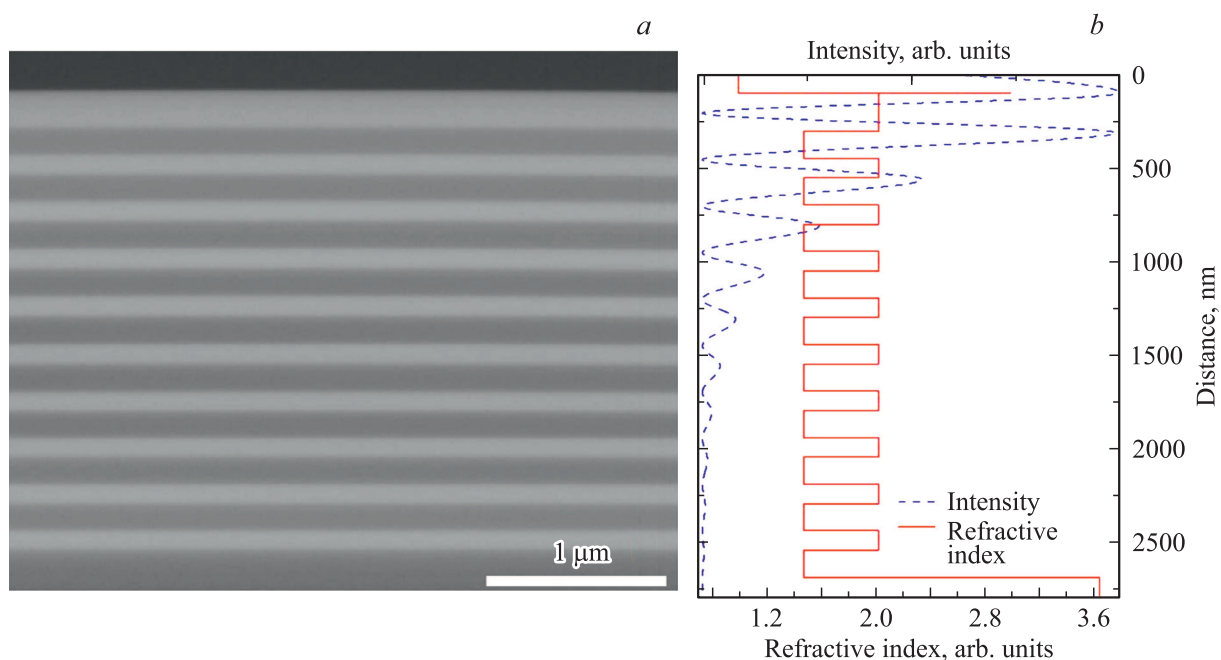 a
1 μm
b
Intensity, arb. units
0
500
1000
1500
2000
2500
Distance, nm
Intensity
Refractive
index
1.2 2.0 2.8 3.6
Refractive index, arb. units